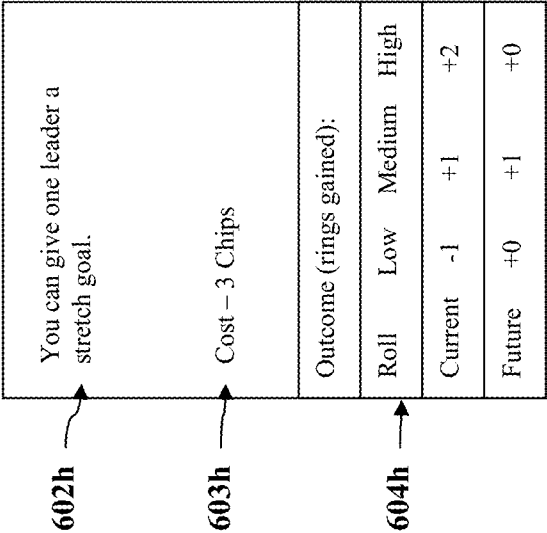 You can give one leader a
stretch goal.
Cost – 3 Chips
Outcome (rings gained):
Roll Low Medium High
Current -1 +1 +2
Future +0 +1 +0
602h
603h
604h